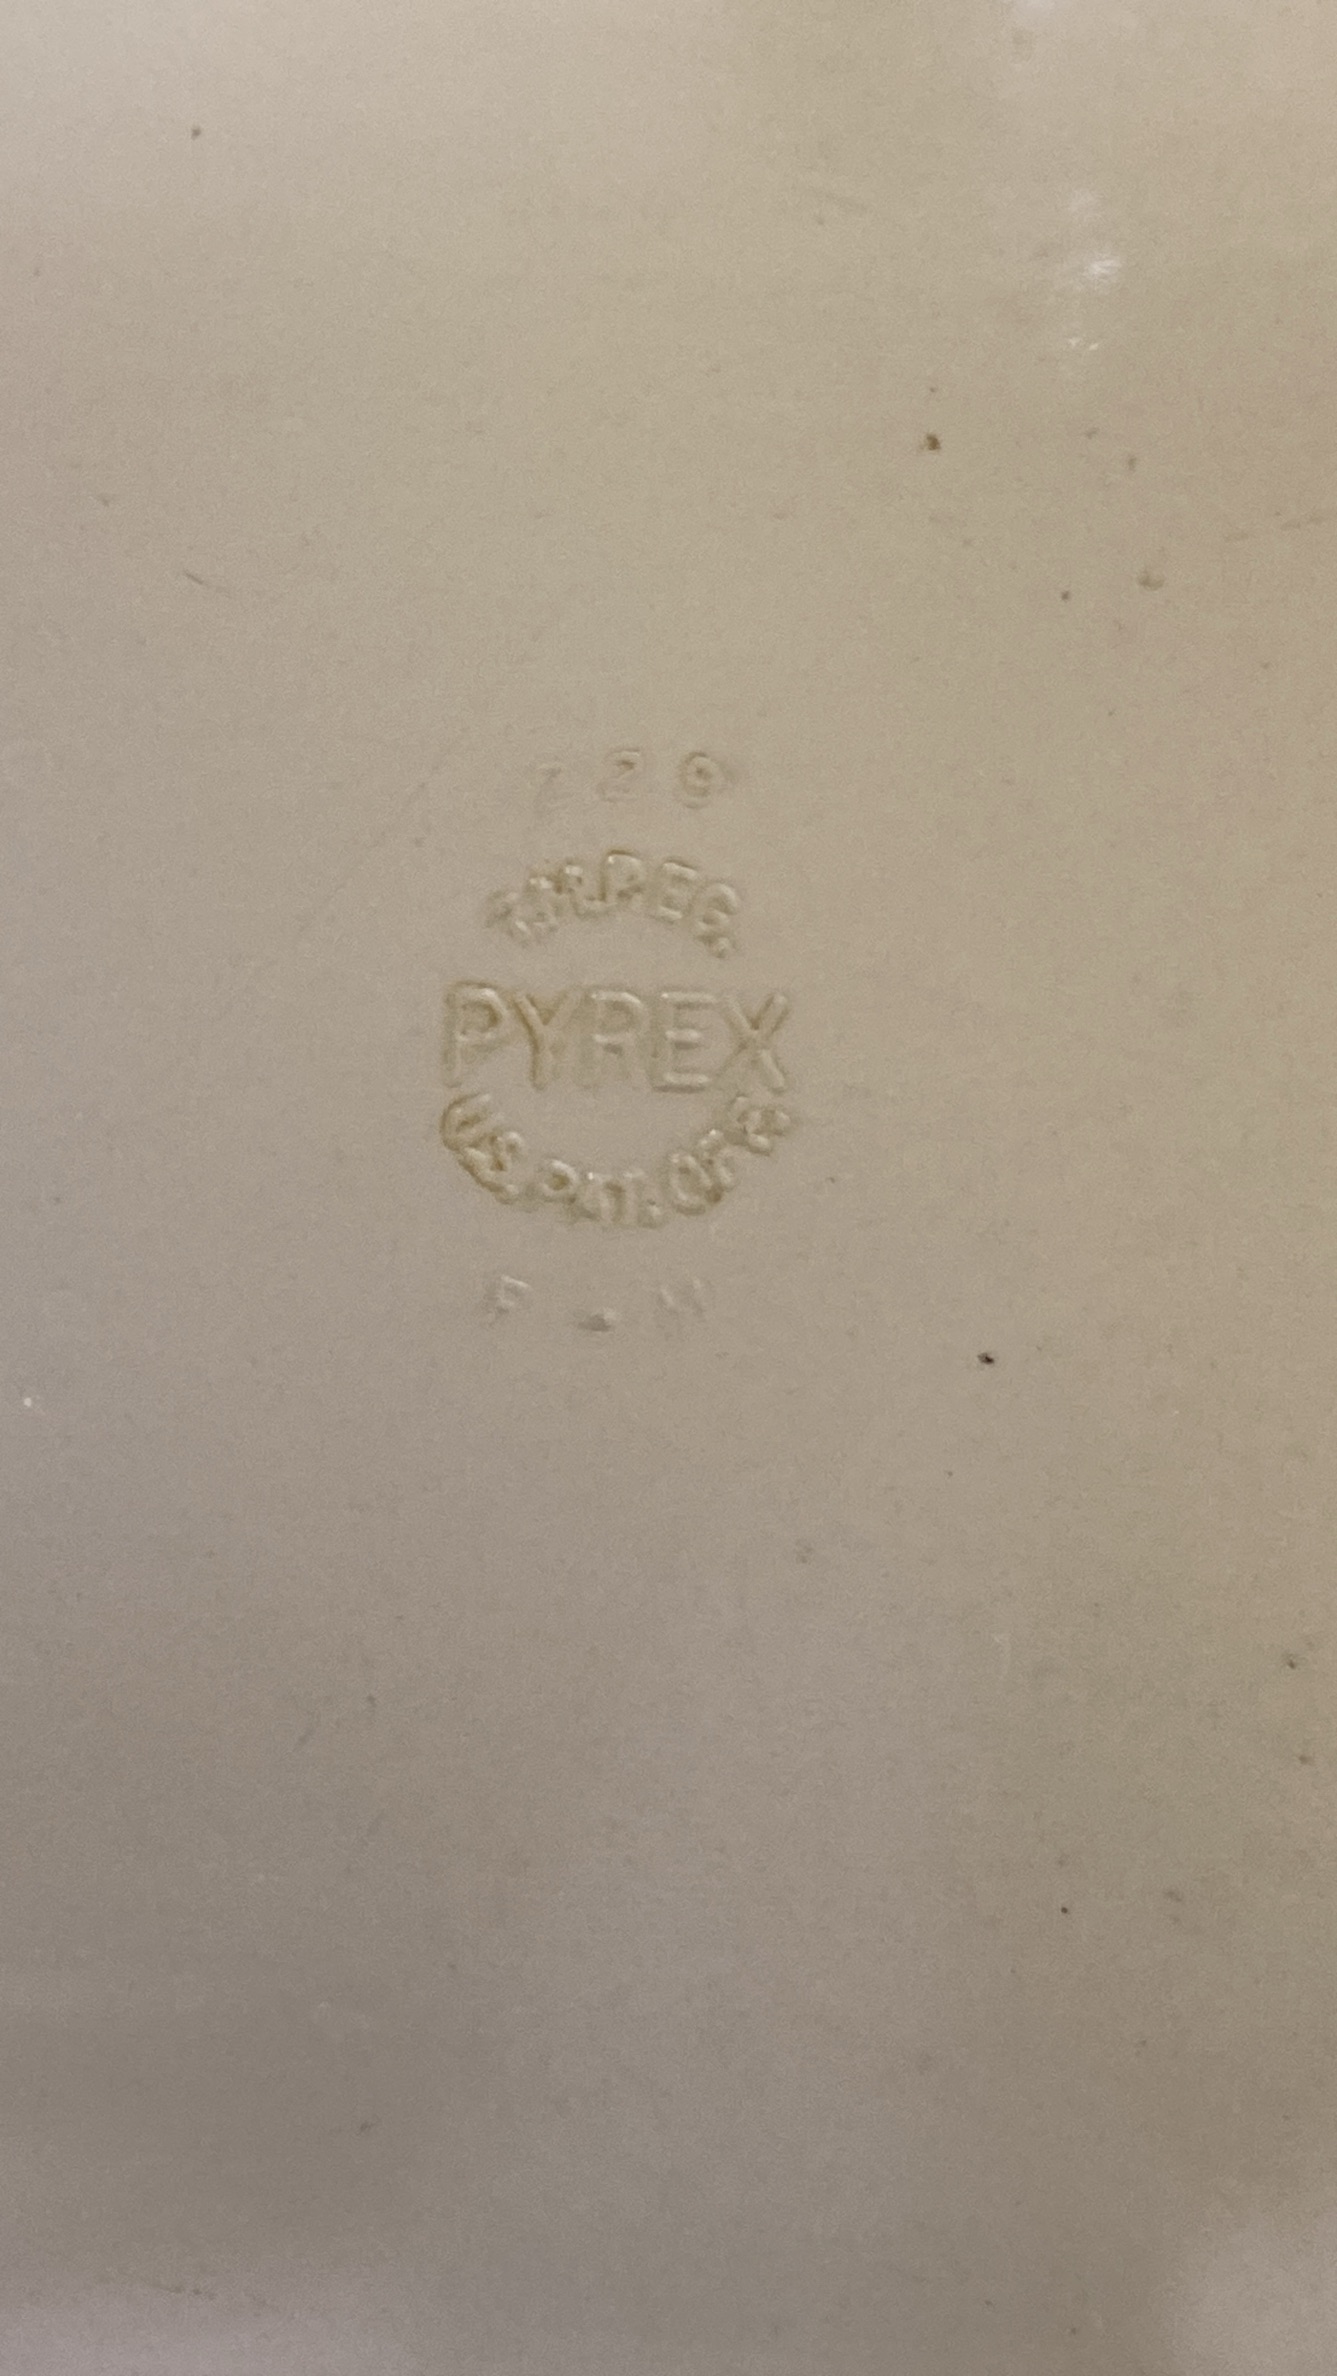 229
T.M.REG.
PYREX
U.S. PAT. OFF.
F - M